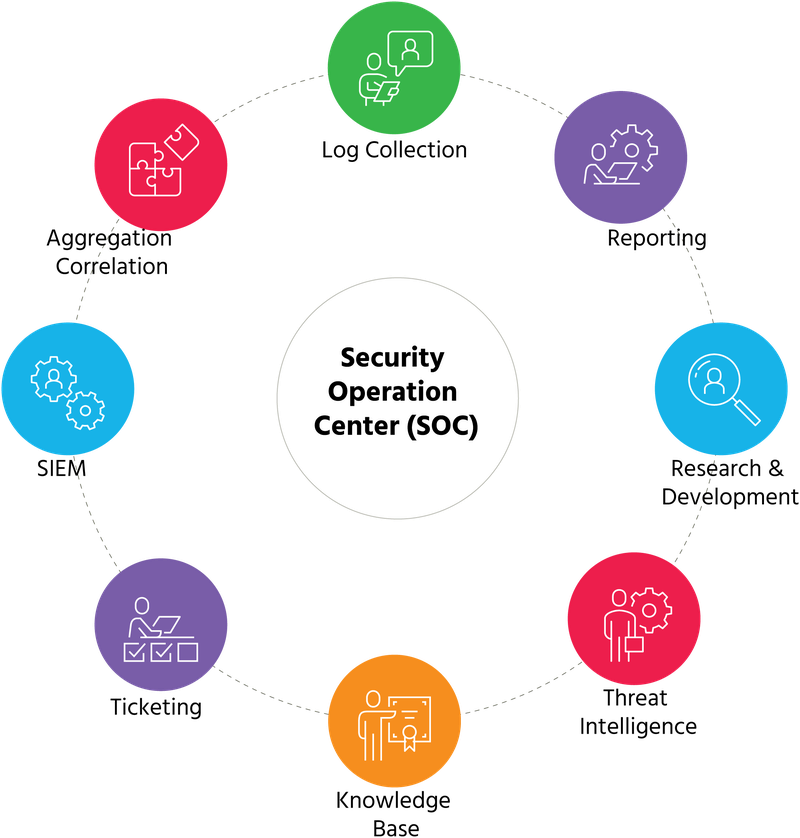 Log Collection
Reporting
Aggregation
Correlation
Security
Operation
Center (SOC)
SIEM
Research &
Development
Ticketing
Threat
Intelligence
Knowledge
Base